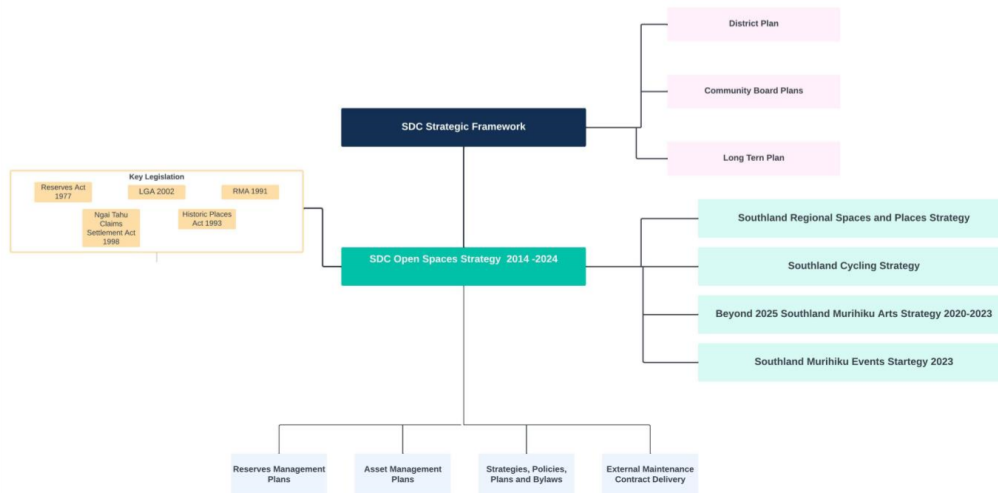 District Plan
Community Board Plans
SDC Strategic Framework
Long Tern Plan
Key Legislation
Reserves Act
1977
LGA 2002
RMA 1991
Ngai Tahu
Claims
Settlement Act
1998
Historic Places
Act 1993
SDC Open Spaces Strategy 2014 -2024
Southland Regional Spaces and Places Strategy
Southland Cycling Strategy
Beyond 2025 Southland Murihiku Arts Strategy 2020-2023
Southland Murihiku Events Startegy 2023
Reserves Management
Plans
Asset Management
Plans
Strategies, Policies,
Plans and Bylaws
External Maintenance
Contract Delivery